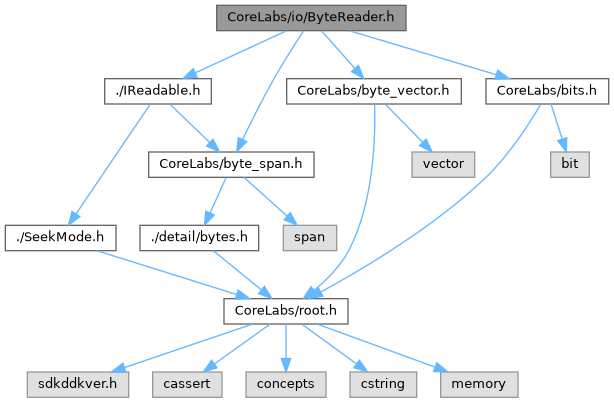 CoreLabs/io/ByteReader.h
./IReadable.h
CoreLabs/byte_vector.h
CoreLabs/bits.h
CoreLabs/byte_span.h
vector
bit
./SeekMode.h
./detail/bytes.h
span
CoreLabs/root.h
sdkddkver.h
cassert
concepts
cstring
memory